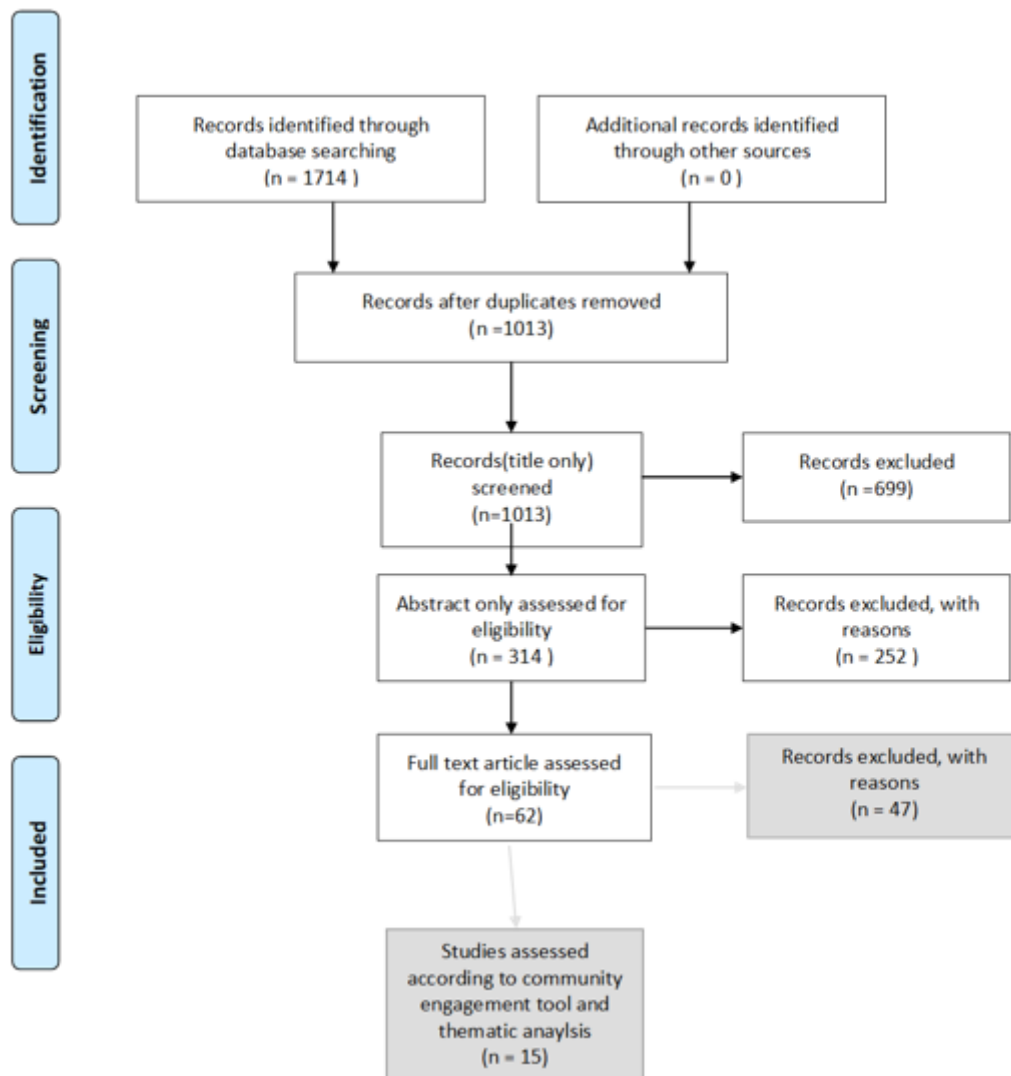 Identification
Records identified through
database searching
(n = 1714 )
Additional records identified
through other sources
(n = 0 )
Screening
Records after duplicates removed
(n =1013)
Records(title only)
screened
(n=1013)
Records excluded
(n =699)
Eligibility
Abstract only assessed for
eligibility
(n = 314 )
Records excluded, with
reasons
(n = 252 )
Full text article assessed
for eligibility
(n=62)
Records excluded, with
reasons
(n = 47)
Included
Studies assessed
according to community
engagement tool and
thematic anaylsis
(n = 15)